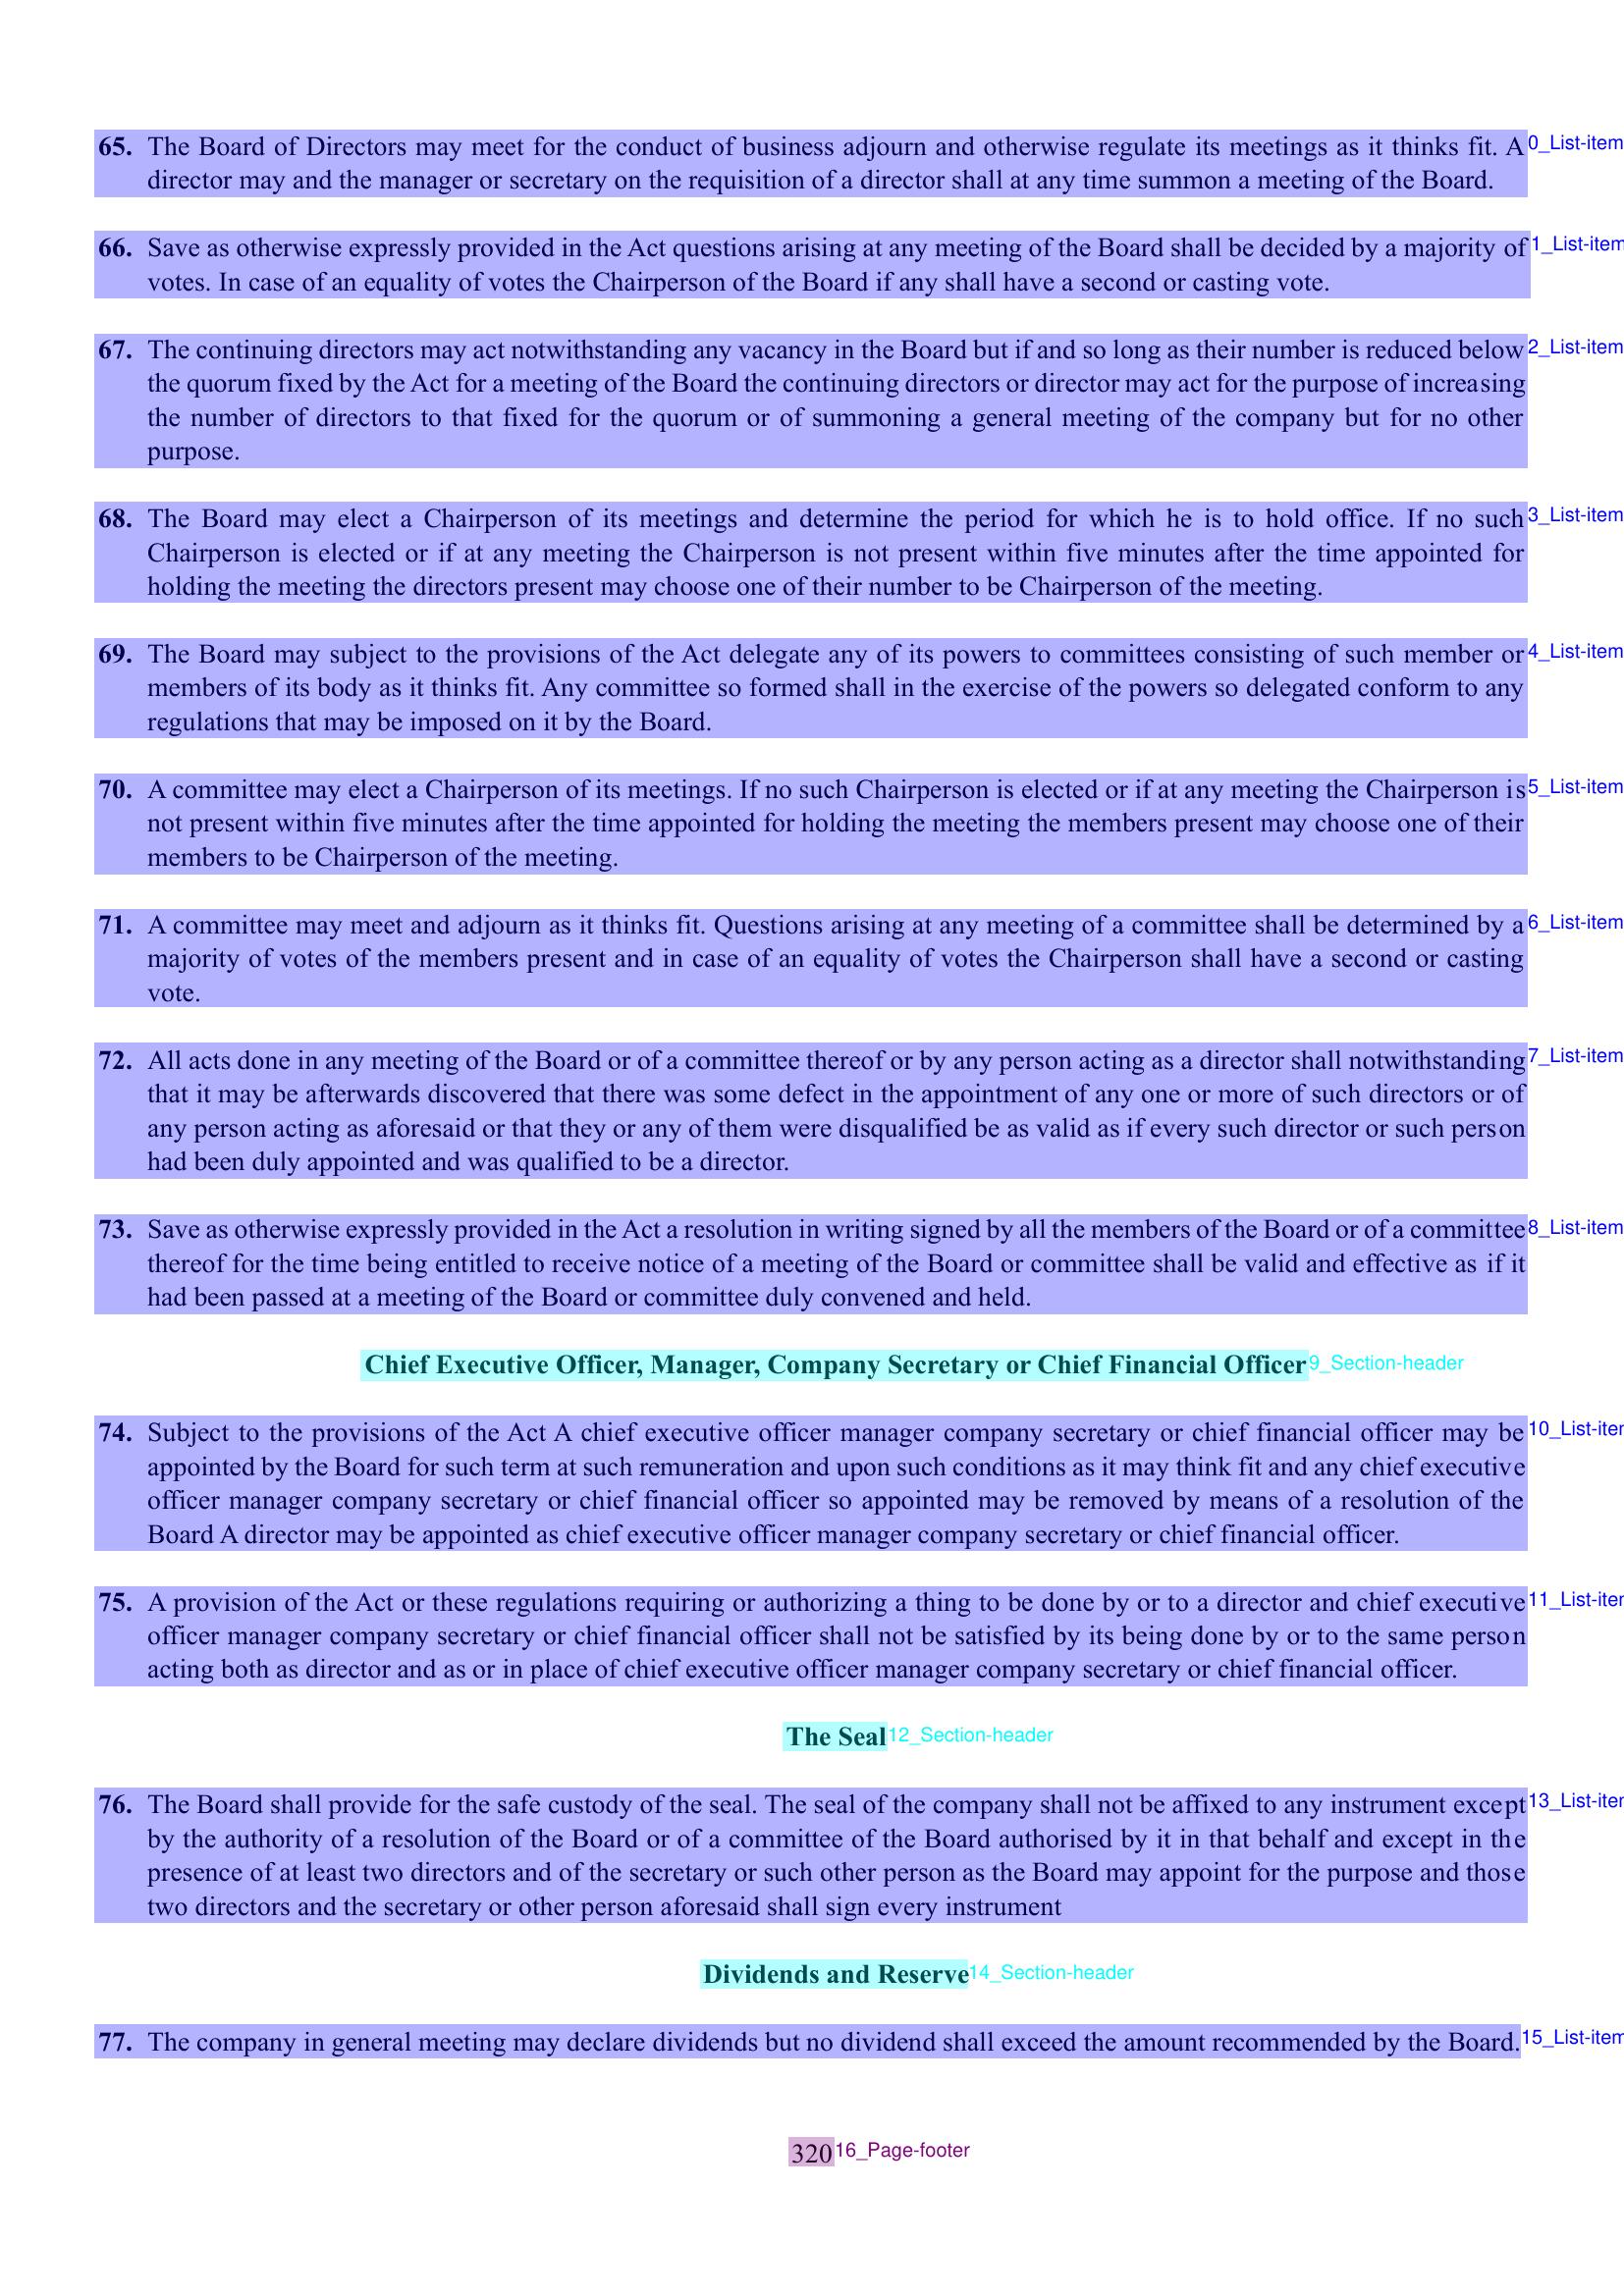 65. The Board of Directors may meet for the conduct of business adjourn and otherwise regulate its meetings as it thinks fit. A 0_List-item
director may and the manager or secretary on the requisition of a director shall at any time summon a meeting of the Board.
66. Save as otherwise expressly provided in the Act questions arising at any meeting of the Board shall be decided by a majority of 1_List-item
votes. In case of an equality of votes the Chairperson of the Board if any shall have a second or casting vote.
67. The continuing directors may act notwithstanding any vacancy in the Board but if and so long as their number is reduced below 2_List-item
the quorum fixed by the Act for a meeting of the Board the continuing directors or director may act for the purpose of increasing
the number of directors to that fixed for the quorum or of summoning a general meeting of the company but for no other
purpose.
68. The Board may elect a Chairperson of its meetings and determine the period for which he is to hold office. If no such 3_List-item
Chairperson is elected or if at any meeting the Chairperson is not present within five minutes after the time appointed for
holding the meeting the directors present may choose one of their number to be Chairperson of the meeting.
69. The Board may subject to the provisions of the Act delegate any of its powers to committees consisting of such member or 4_List-item
members of its body as it thinks fit. Any committee so formed shall in the exercise of the powers so delegated conform to any
regulations that may be imposed on it by the Board.
70. A committee may elect a Chairperson of its meetings. If no such Chairperson is elected or if at any meeting the Chairperson is 5_List-item
not present within five minutes after the time appointed for holding the meeting the members present may choose one of their
members to be Chairperson of the meeting.
71. A committee may meet and adjourn as it thinks fit. Questions arising at any meeting of a committee shall be determined by a 6_List-item
majority of votes of the members present and in case of an equality of votes the Chairperson shall have a second or casting
vote.
72. All acts done in any meeting of the Board or of a committee thereof or by any person acting as a director shall notwithstanding 7_List-item
that it may be afterwards discovered that there was some defect in the appointment of any one or more of such directors or of
any person acting as aforesaid or that they or any of them were disqualified be as valid as if every such director or such person
had been duly appointed and was qualified to be a director.
73. Save as otherwise expressly provided in the Act a resolution in writing signed by all the members of the Board or of a committee 8_List-item
thereof for the time being entitled to receive notice of a meeting of the Board or committee shall be valid and effective as if it
had been passed at a meeting of the Board or committee duly convened and held.
Chief Executive Officer, Manager, Company Secretary or Chief Financial Officer 9_Section-header
74. Subject to the provisions of the Act A chief executive officer manager company secretary or chief financial officer may be 10_List-iter
appointed by the Board for such term at such remuneration and upon such conditions as it may think fit and any chief executive
officer manager company secretary or chief financial officer so appointed may be removed by means of a resolution of the
Board A director may be appointed as chief executive officer manager company secretary or chief financial officer.
75. A provision of the Act or these regulations requiring or authorizing a thing to be done by or to a director and chief executive 11_List-iter
officer manager company secretary or chief financial officer shall not be satisfied by its being done by or to the same person
acting both as director and as or in place of chief executive officer manager company secretary or chief financial officer.
The Seal 12_Section-header
76. The Board shall provide for the safe custody of the seal. The seal of the company shall not be affixed to any instrument except 13_List-iter
by the authority of a resolution of the Board or of a committee of the Board authorised by it in that behalf and except in the
presence of at least two directors and of the secretary or such other person as the Board may appoint for the purpose and those
two directors and the secretary or other person aforesaid shall sign every instrument
Dividends and Reserve 14_Section-header
77. The company in general meeting may declare dividends but no dividend shall exceed the amount recommended by the Board. 15_List-item
320 16_Page-footer